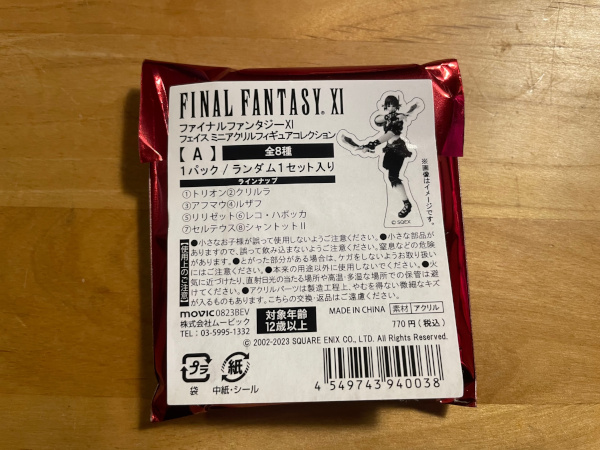 FINAL FANTASY® XI
ファイナルファンタジーXI
フェイス ミニアクリルフィギュアコレクション
【A】 全8種
1パック / ランダム1セット入り
ラインナップ
①トリオン②クリルラ
③アフマウ④ルザフ
⑤リリゼット⑥レコ・ハボッカ
⑦セルテウス⑧シャントットⅡ
© SQEX
※画像はイメージです。
【使用上のご注意】
●小さなお子様が誤って使用しないようご注意ください。●小さな部品が
ありますので、誤って飲み込まないようご注意ください。窒息などの危険
があります。●とがった部分がある場合は、ケガをしないようお取り扱い
にはご注意ください。●本来の用途以外に使用しないでください。●火
気に近づけたり、直射日光の当たる場所や高温・多湿な場所での保管は避
けてください。●アクリルパーツは製造工程上、やむを得ない微細なキズ
が入るものもあります。こちらの交換・返品はご遠慮ください。
movic 0823BEV
株式会社ムービック
TEL : 03-5995-1332
対象年齢
12歳以上
MADE IN CHINA 素材 アクリル
770円(税込)
© 2002-2023 SQUARE ENIX CO., LTD. All Rights Reserved.
プラ
袋
紙
中紙・シール
4 549743 940038